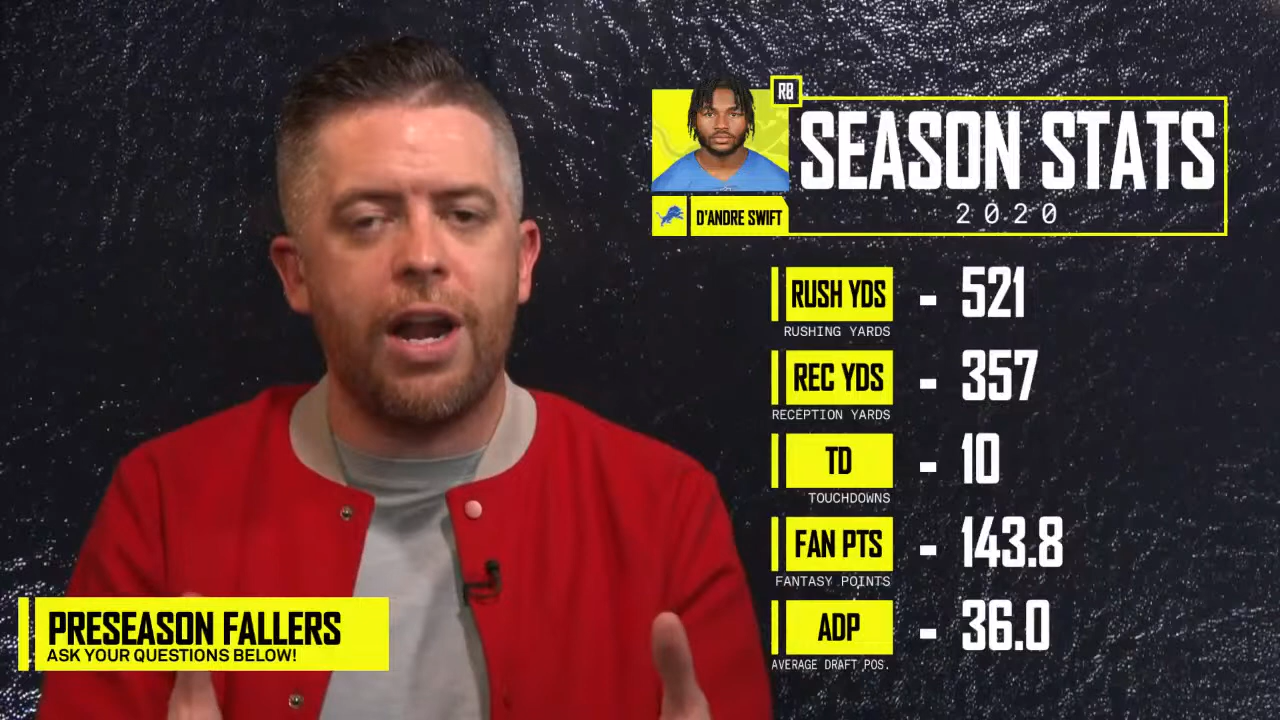 RB
SEASON STATS
2020
D'ANDRE SWIFT
RUSH YDS - 521
RUSHING YARDS
REC YDS - 357
RECEPTION YARDS
TD - 10
TOUCHDOWNS
FAN PTS - 143.8
FANTASY POINTS
ADP - 36.0
AVERAGE DRAFT POS.
PRESEASON FALLERS
ASK YOUR QUESTIONS BELOW!